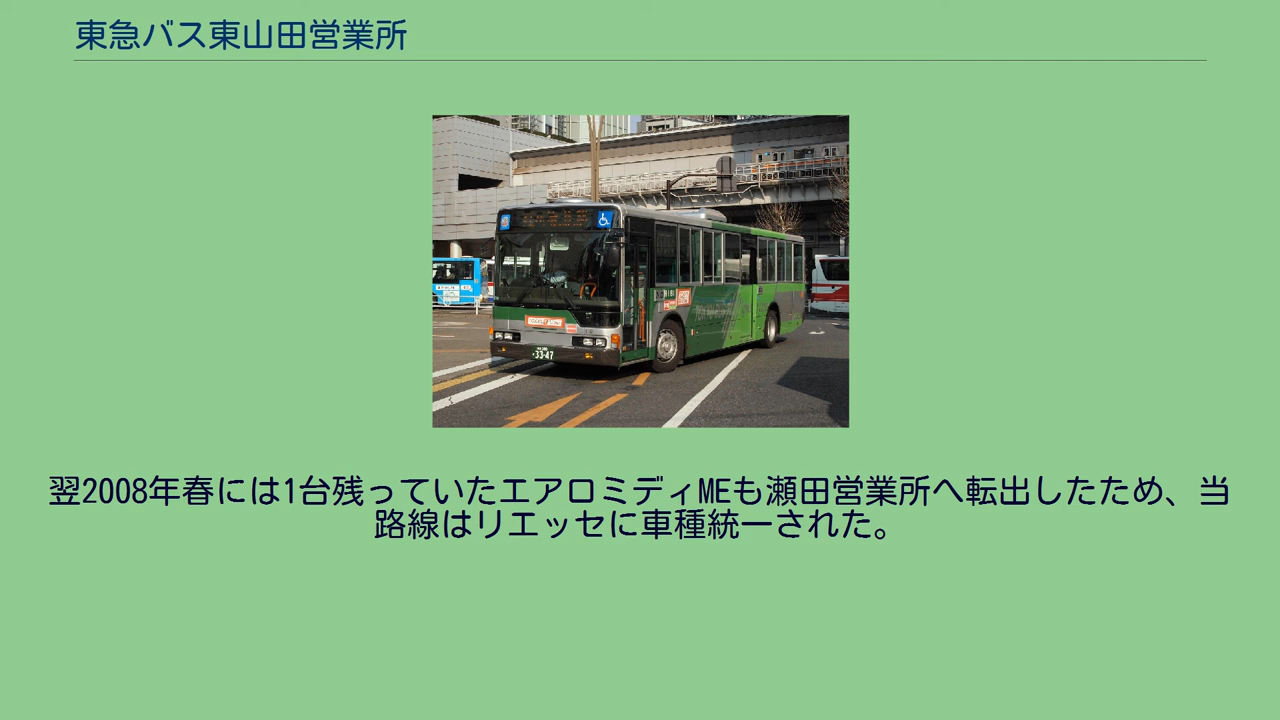 東急バス東山田営業所
33-47
翌2008年春には1台残っていたエアロミディMEも瀬田営業所へ転出したため、当
路線はリエッセに車種統一された。